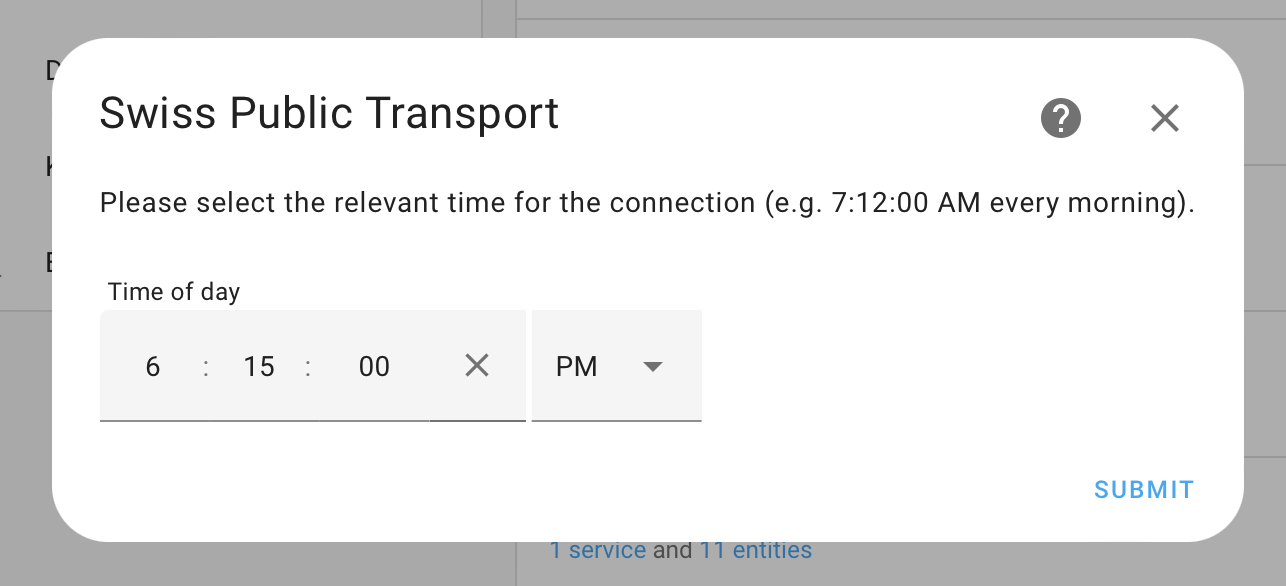 Swiss Public Transport
Please select the relevant time for the connection (e.g. 7:12:00 AM every morning).
Time of day
6 : 15 : 00 PM
SUBMIT
1 service and 11 entities